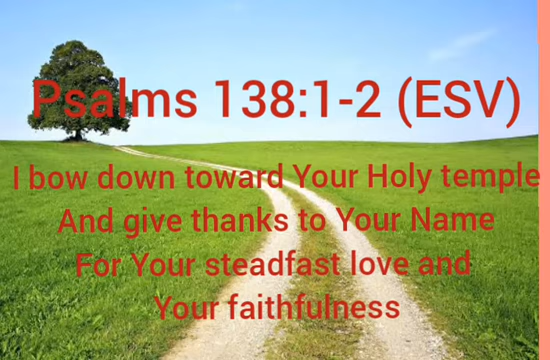 Psalms 138:1-2 (ESV)
I bow down toward Your Holy temple
And give thanks to Your Name
For Your steadfast love and
Your faithfulness